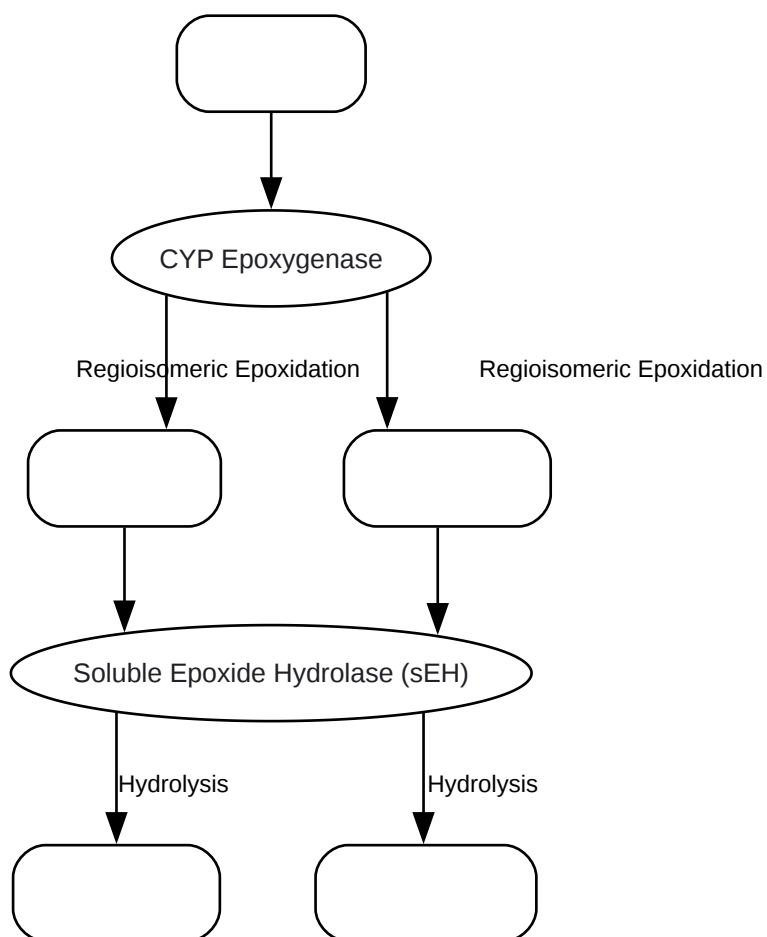 CYP Epoxygenase
Regioisomeric Epoxidation
Regioisomeric Epoxidation
Soluble Epoxide Hydrolase (sEH)
Hydrolysis
Hydrolysis